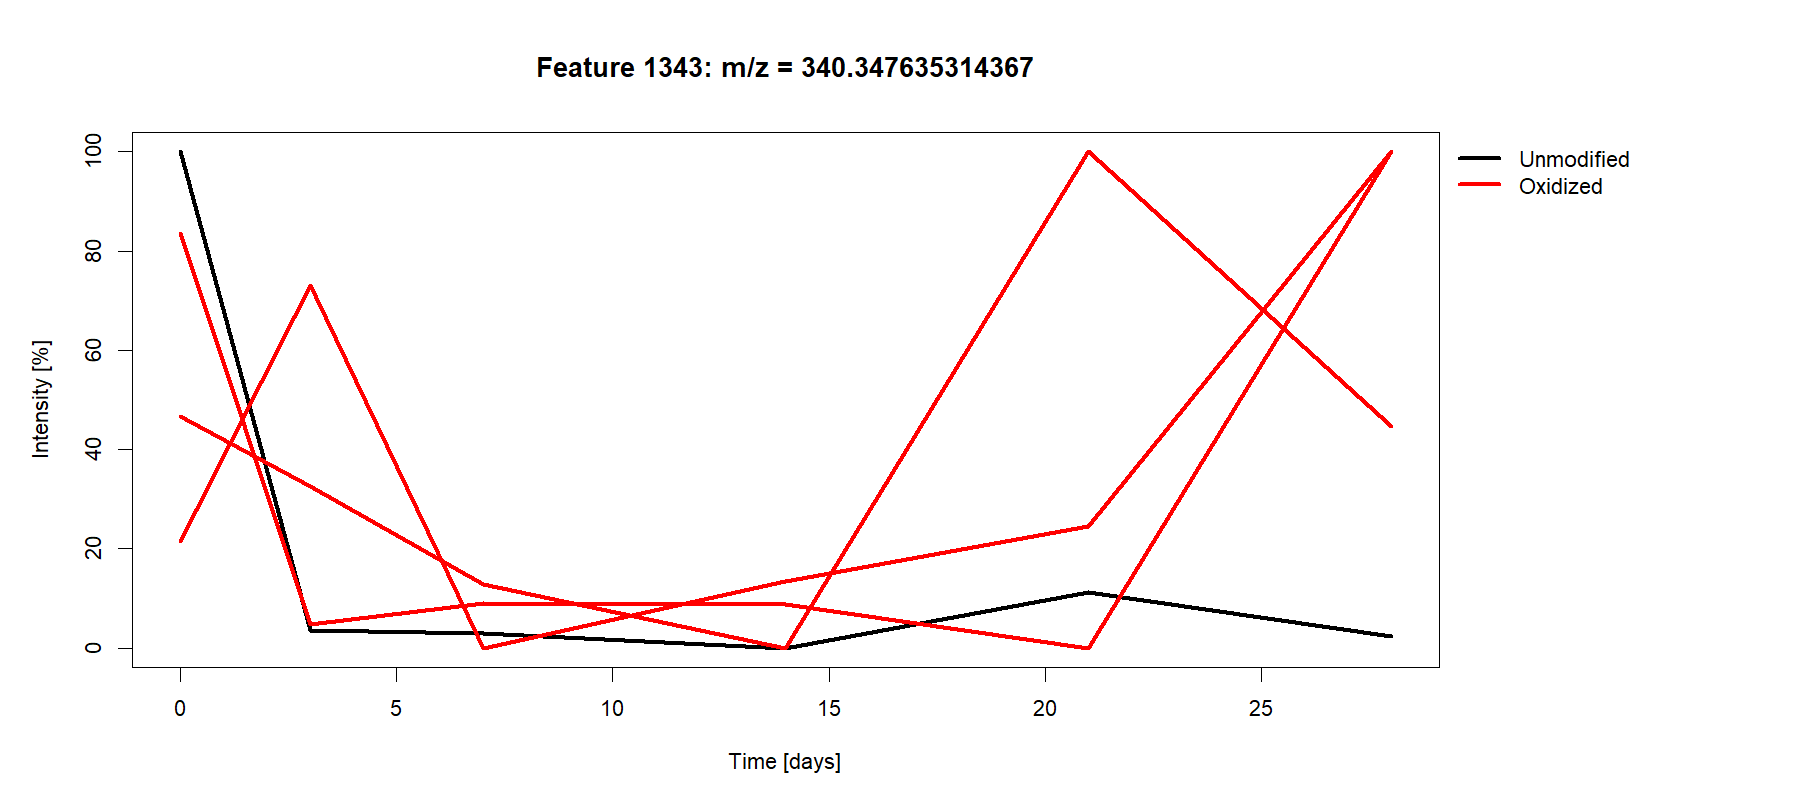 Feature 1343: m/z = 340.347635314367
Unmodified
Oxidized
Intensity [%]
100
80
60
40
20
0
0 5 10 15 20 25
Time [days]